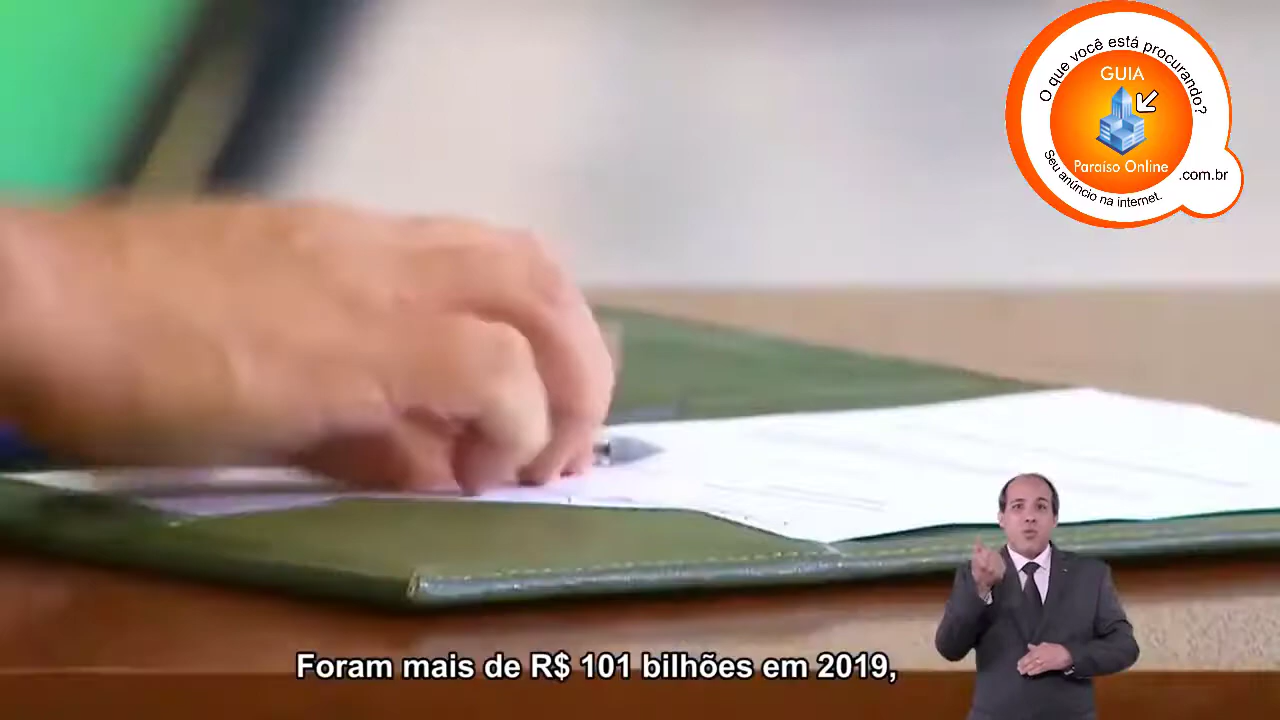 O que você está procurando?
GUIA
Paraíso Online
.com.br
Seu anúncio na internet.
Foram mais de R$ 101 bilhões em 2019,